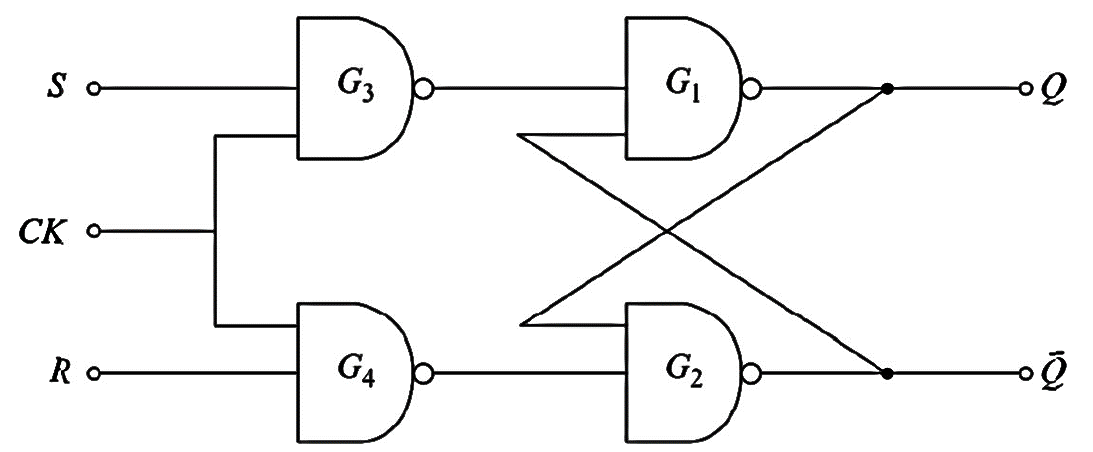 S G₃ G₁ Q
CK
R G₄ G₂ Q̄